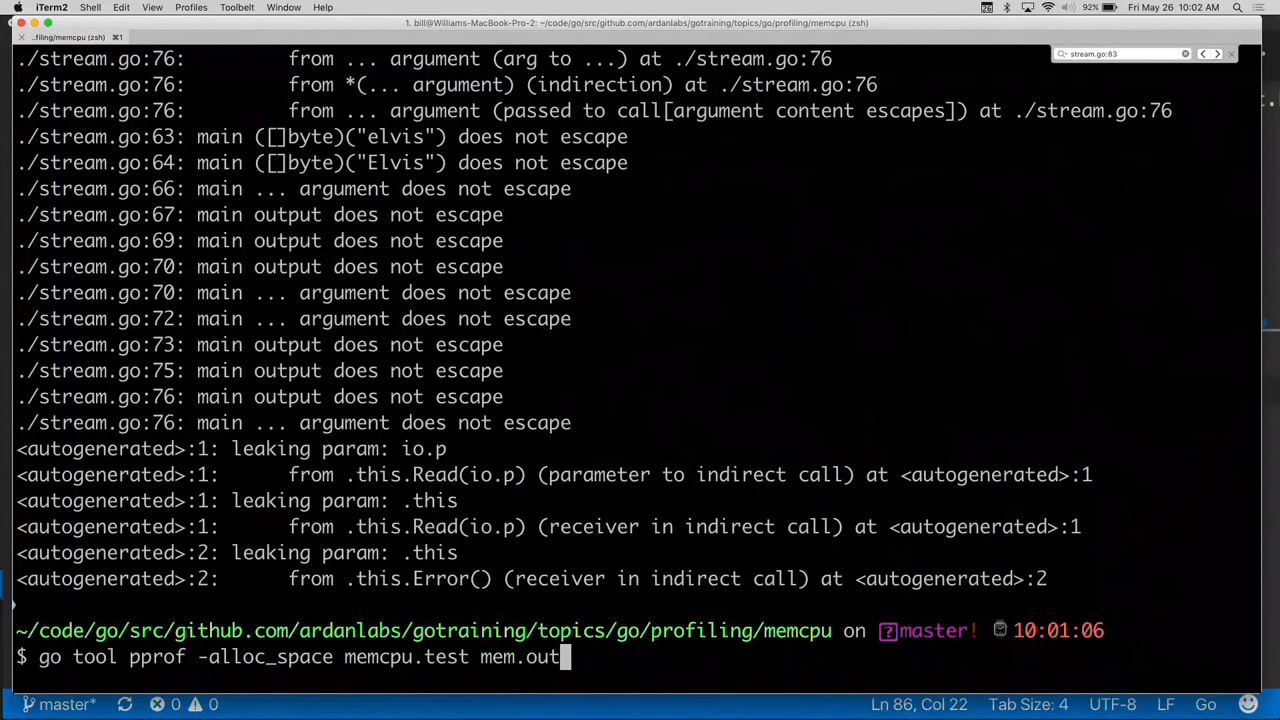 iTerm2 Shell Edit View Profiles Toolbelt Window Help 92% Fri May 26 10:02 AM
1. bill@Williams-MacBook-Pro-2: ~/code/go/src/github.com/ardanlabs/gotraining/topics/go/profiling/memcpu (zsh)
..filing/memcpu (zsh) ⌘1
stream.go:83
./stream.go:76: from ... argument (arg to ...) at ./stream.go:76
./stream.go:76: from *(... argument) (indirection) at ./stream.go:76
./stream.go:76: from ... argument (passed to call[argument content escapes]) at ./stream.go:76
./stream.go:63: main ([]byte)("elvis") does not escape
./stream.go:64: main ([]byte)("Elvis") does not escape
./stream.go:66: main ... argument does not escape
./stream.go:67: main output does not escape
./stream.go:69: main output does not escape
./stream.go:70: main output does not escape
./stream.go:70: main ... argument does not escape
./stream.go:72: main ... argument does not escape
./stream.go:73: main output does not escape
./stream.go:75: main output does not escape
./stream.go:76: main output does not escape
./stream.go:76: main ... argument does not escape
<autogenerated>:1: leaking param: io.p
<autogenerated>:1: from .this.Read(io.p) (parameter to indirect call) at <autogenerated>:1
<autogenerated>:1: leaking param: .this
<autogenerated>:1: from .this.Read(io.p) (receiver in indirect call) at <autogenerated>:1
<autogenerated>:2: leaking param: .this
<autogenerated>:2: from .this.Error() (receiver in indirect call) at <autogenerated>:2
~/code/go/src/github.com/ardanlabs/gotraining/topics/go/profiling/memcpu on ?master! 10:01:06
$ go tool pprof -alloc_space memcpu.test mem.out
master* 0 0 Ln 86, Col 22 Tab Size: 4 UTF-8 LF Go